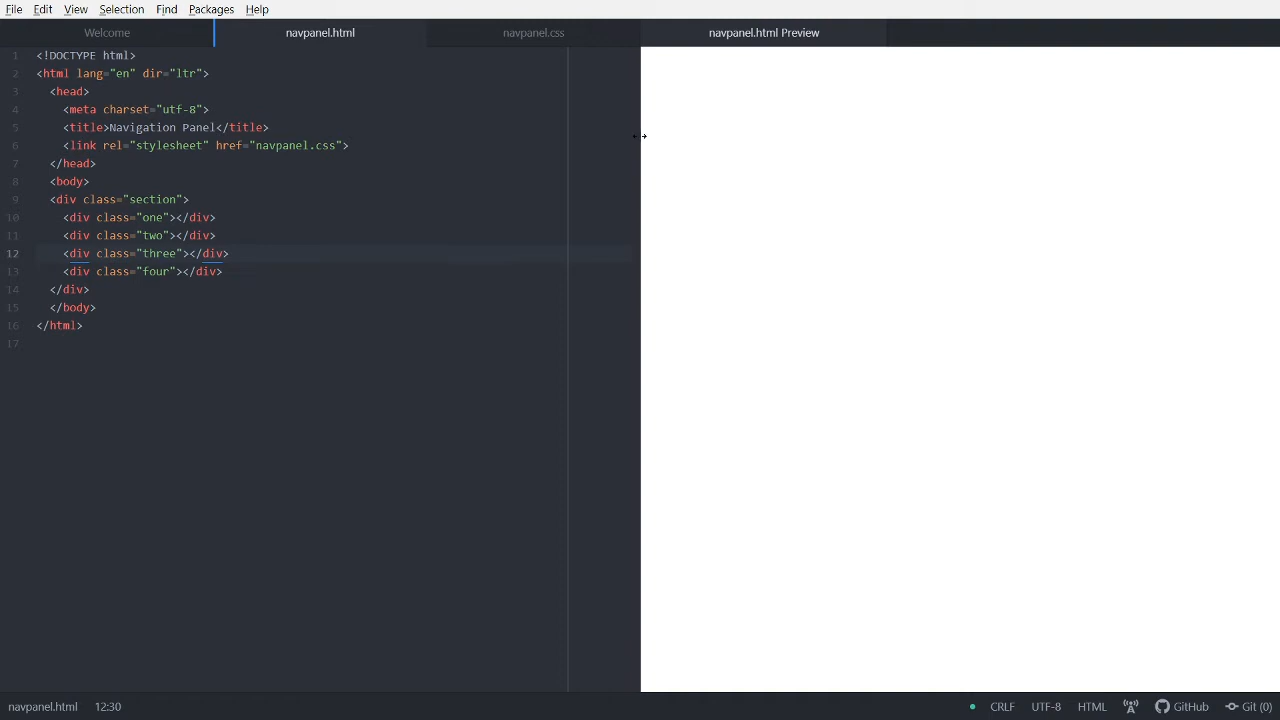 File Edit View Selection Find Packages Help
Welcome navpanel.html navpanel.css navpanel.html Preview
1 <!DOCTYPE html>
2 <html lang="en" dir="ltr">
3 <head>
4 <meta charset="utf-8">
5 <title>Navigation Panel</title>
6 <link rel="stylesheet" href="navpanel.css">
7 </head>
8 <body>
9 <div class="section">
10 <div class="one"></div>
11 <div class="two"></div>
12 <div class="three"></div>
13 <div class="four"></div>
14 </div>
15 </body>
16 </html>
17
navpanel.html 12:30 CRLF UTF-8 HTML GitHub Git (0)